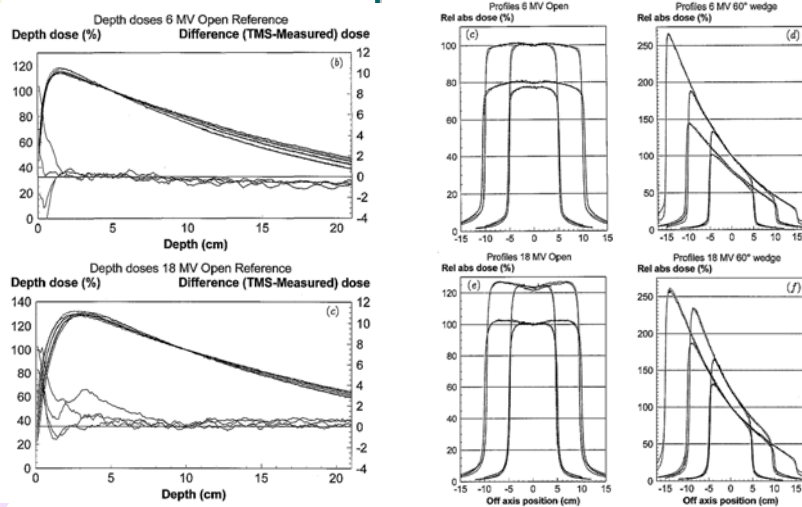 Depth doses 6 MV Open Reference
Depth dose (%) Difference (TMS-Measured) dose
(b)
120
100
80
60
40
20
0
12
10
8
6
4
2
0
-2
-4
0 5 10 15 20
Depth (cm)
Depth doses 18 MV Open Reference
Depth dose (%) Difference (TMS-Measured) dose
(c)
140
120
100
80
60
40
20
0
12
10
8
6
4
2
0
-2
-4
0 5 10 15 20
Depth (cm)
Profiles 6 MV Open
Rel abs dose (%)
(c)
100
80
60
40
20
0
-15 -10 -5 0 5 10 15
Profiles 6 MV 60° wedge
Rel abs dose (%)
(d)
250
200
150
100
50
0
-15 -10 -5 0 5 10 15
Profiles 18 MV Open
Rel abs dose (%)
(e)
120
100
80
60
40
20
0
-15 -10 -5 0 5 10 15
Off axis position (cm)
Profiles 18 MV 60° wedge
Rel abs dose (%)
(f)
250
200
150
100
50
0
-15 -10 -5 0 5 10 15
Off axis position (cm)